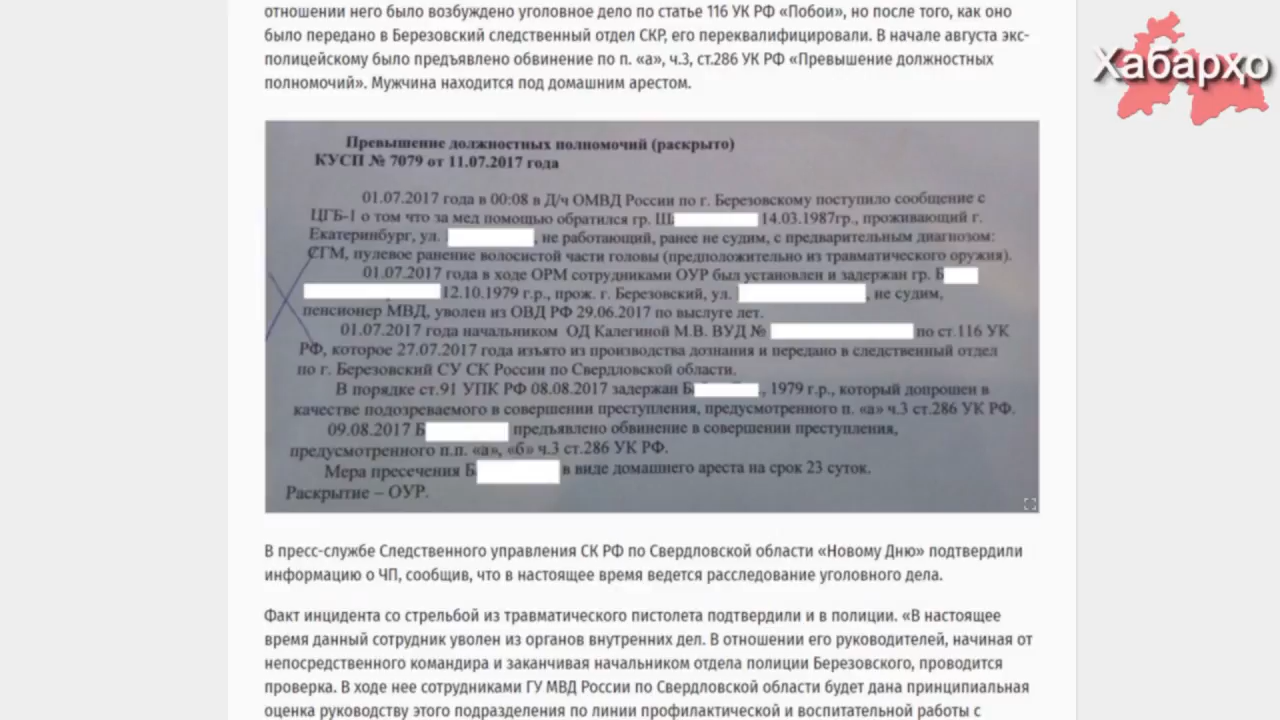 отношении него было возбуждено уголовное дело по статье 116 УК РФ «Побои», но после того, как оно
было передано в Березовский следственный отдел СКР, его переквалифицировали. В начале августа экс-
полицейскому было предъявлено обвинение по п. «а», ч.3, ст.286 УК РФ «Превышение должностных
полномочий». Мужчина находится под домашним арестом.
Хабарҳо
Превышение должностных полномочий (раскрыто)
КУСП № 7079 от 11.07.2017 года
01.07.2017 года в 00:08 в Д/ч ОМВД России по г. Березовскому поступило сообщение с
ЦГБ-1 о том что за мед помощью обратился гр. Ш 14.03.1987гр., проживающий г.
Екатеринбург, ул. , не работающий, ранее не судим, с предварительным диагнозом:
СГМ, пулевое ранение волосистой части головы (предположительно из травматического оружия).
01.07.2017 года в ходе ОРМ сотрудниками ОУР был установлен и задержан гр. Б
12.10.1979 г.р., прож. г. Березовский, ул. , не судим,
пенсионер МВД, уволен из ОВД РФ 29.06.2017 по выслуге лет.
01.07.2017 года начальником ОД Калегиной М.В. ВУД № по ст.116 УК
РФ, которое 27.07.2017 года изъято из производства дознания и передано в следственный отдел
по г. Березовский СУ СК России по Свердловской области.
В порядке ст.91 УПК РФ 08.08.2017 задержан Б ., 1979 г.р., который допрошен в
качестве подозреваемого в совершении преступления, предусмотренного п. «а» ч.3 ст.286 УК РФ.
09.08.2017 Б предъявлено обвинение в совершении преступления,
предусмотренного п.п. «а», «б» ч.3 ст.286 УК РФ.
Мера пресечения Б в виде домашнего ареста на срок 23 суток.
Раскрытие – ОУР.
В пресс-службе Следственного управления СК РФ по Свердловской области «Новому Дню» подтвердили
информацию о ЧП, сообщив, что в настоящее время ведется расследование уголовного дела.
Факт инцидента со стрельбой из травматического пистолета подтвердили и в полиции. «В настоящее
время данный сотрудник уволен из органов внутренних дел. В отношении его руководителей, начиная от
непосредственного командира и заканчивая начальником отдела полиции Березовского, проводится
проверка. В ходе нее сотрудниками ГУ МВД России по Свердловской области будет дана принципиальная
оценка руководству этого подразделения по линии профилактической и воспитательной работы с